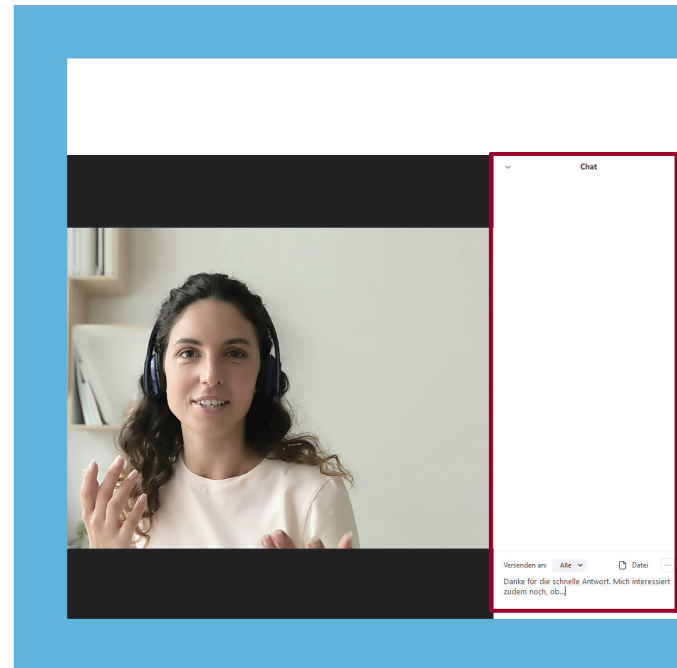 Chat
Versenden an: Alle Datei ...
Danke für die schnelle Antwort. Mich interessiert
zudem noch, ob...